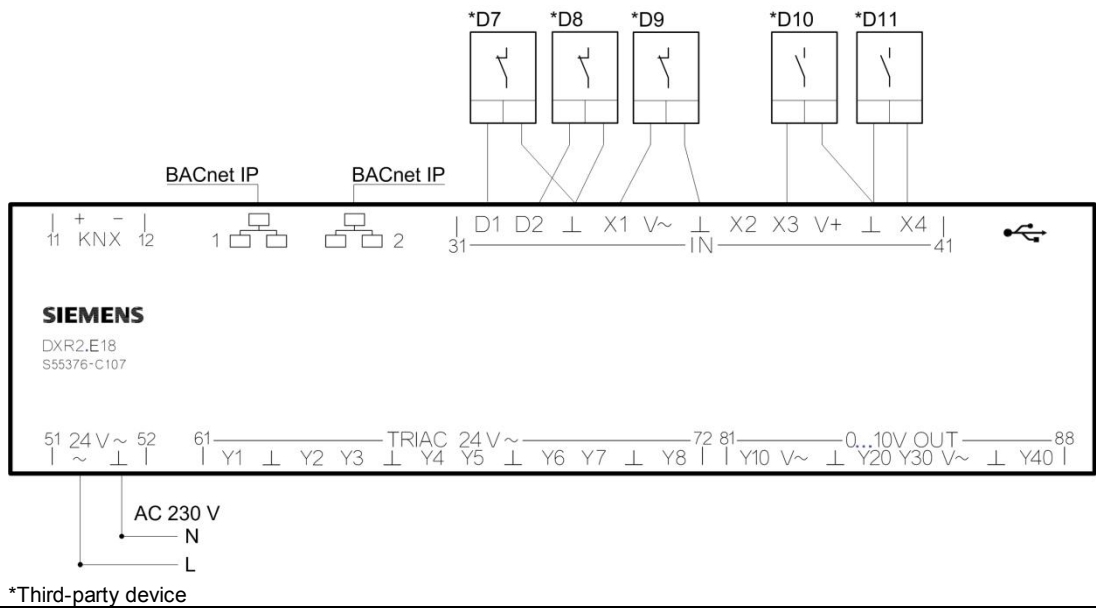 *D7 *D8 *D9 *D10 *D11
BACnet IP BACnet IP
+ −
11 KNX 12 1 2 31 D1 D2 ⊥ X1 V~ ⊥ X2 X3 V+ ⊥ X4 41
IN
SIEMENS
DXR2.E18
S55376-C107
51 24 V ~ 52 61 TRIAC 24 V ~ 72 81 0...10V OUT 88
~ ⊥ Y1 ⊥ Y2 Y3 ⊥ Y4 Y5 ⊥ Y6 Y7 ⊥ Y8 Y10 V~ ⊥ Y20 Y30 V~ ⊥ Y40
AC 230 V
N
L
*Third-party device